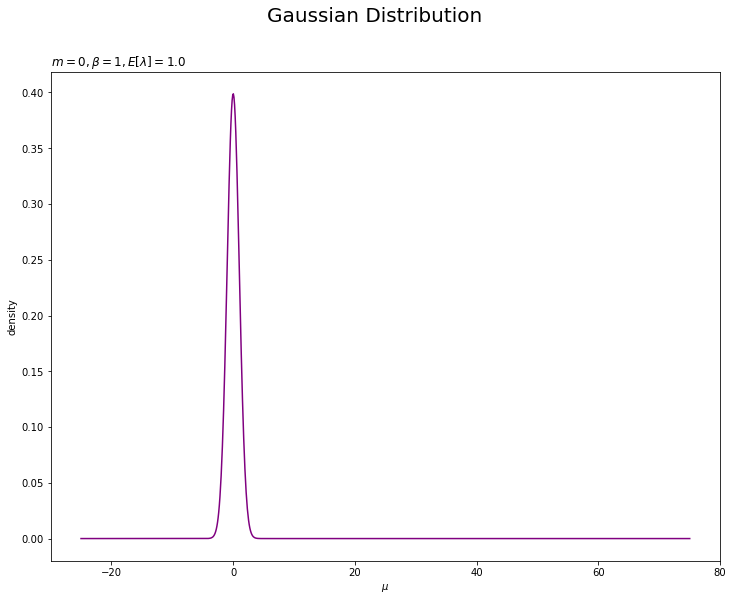 Gaussian Distribution
m = 0, β = 1, E[λ] = 1.0
0.40
0.35
0.30
0.25
0.20
0.15
0.10
0.05
0.00
density
−20 0 20 40 60 80
μ